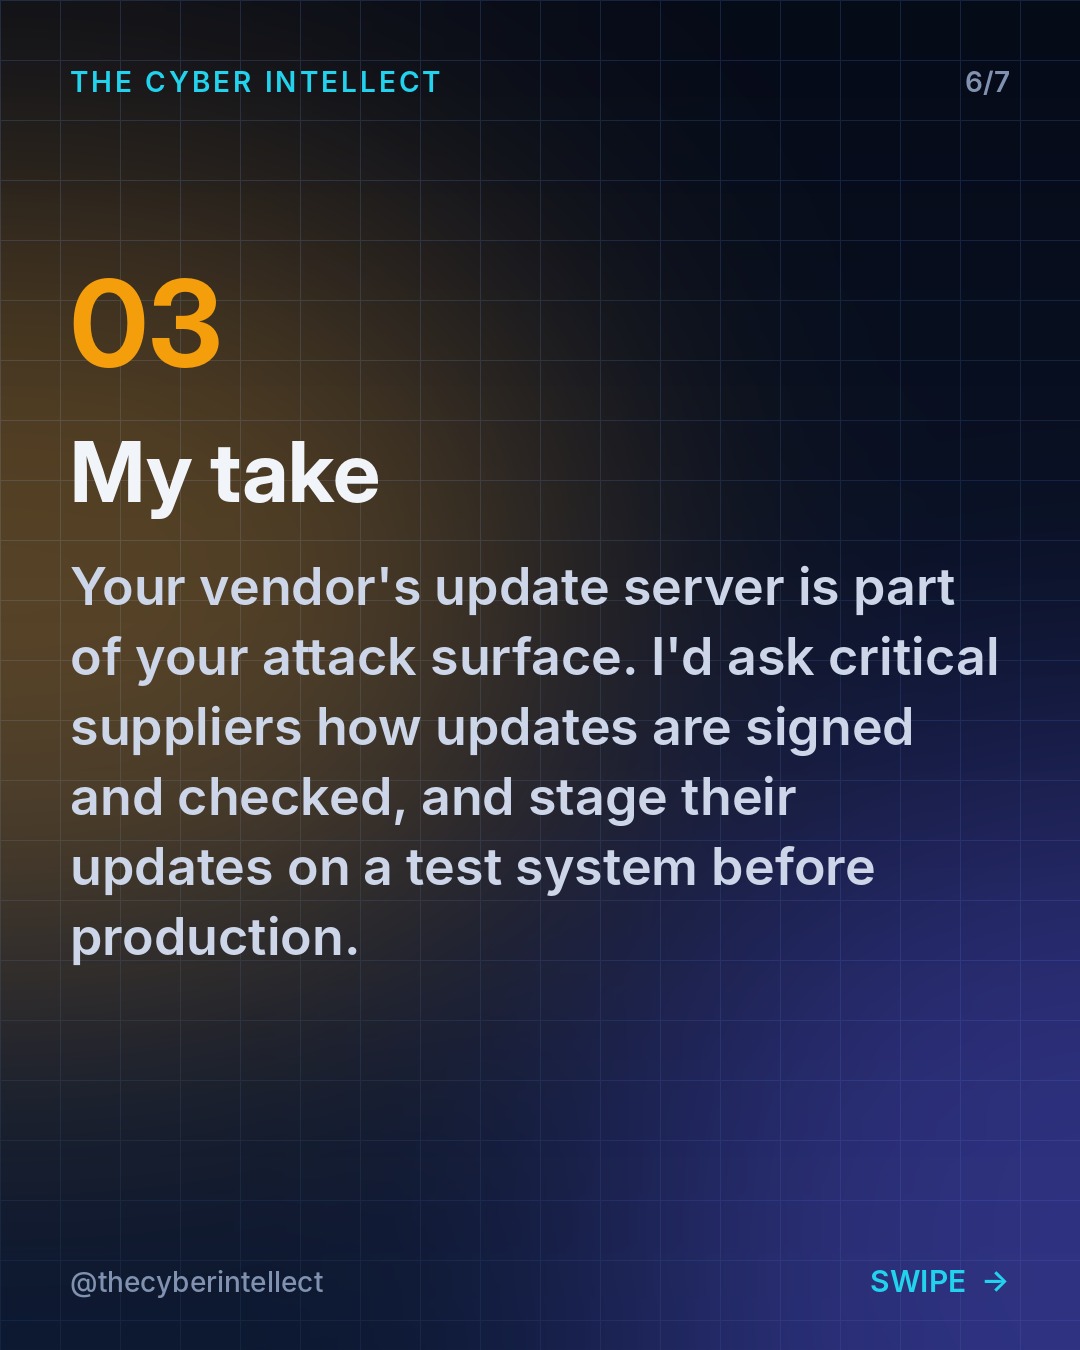 THE CYBER INTELLECT
6/7
03
My take
Your vendor's update server is part
of your attack surface. I'd ask critical
suppliers how updates are signed
and checked, and stage their
updates on a test system before
production.
@thecyberintellect
SWIPE →